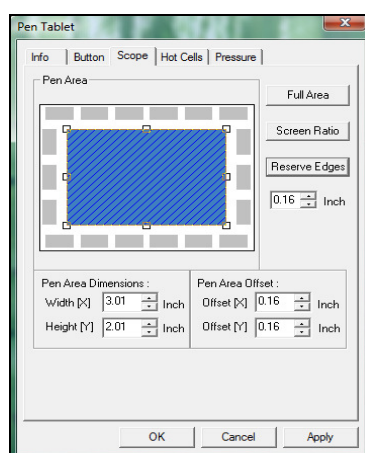 Pen Tablet
Info Button Scope Hot Cells Pressure
Pen Area
Full Area
Screen Ratio
Reserve Edges
0.16 Inch
Pen Area Dimensions :
Width [X] 3.01 Inch
Height [Y] 2.01 Inch
Pen Area Offset :
Offset [X] 0.16 Inch
Offset [Y] 0.16 Inch
OK Cancel Apply